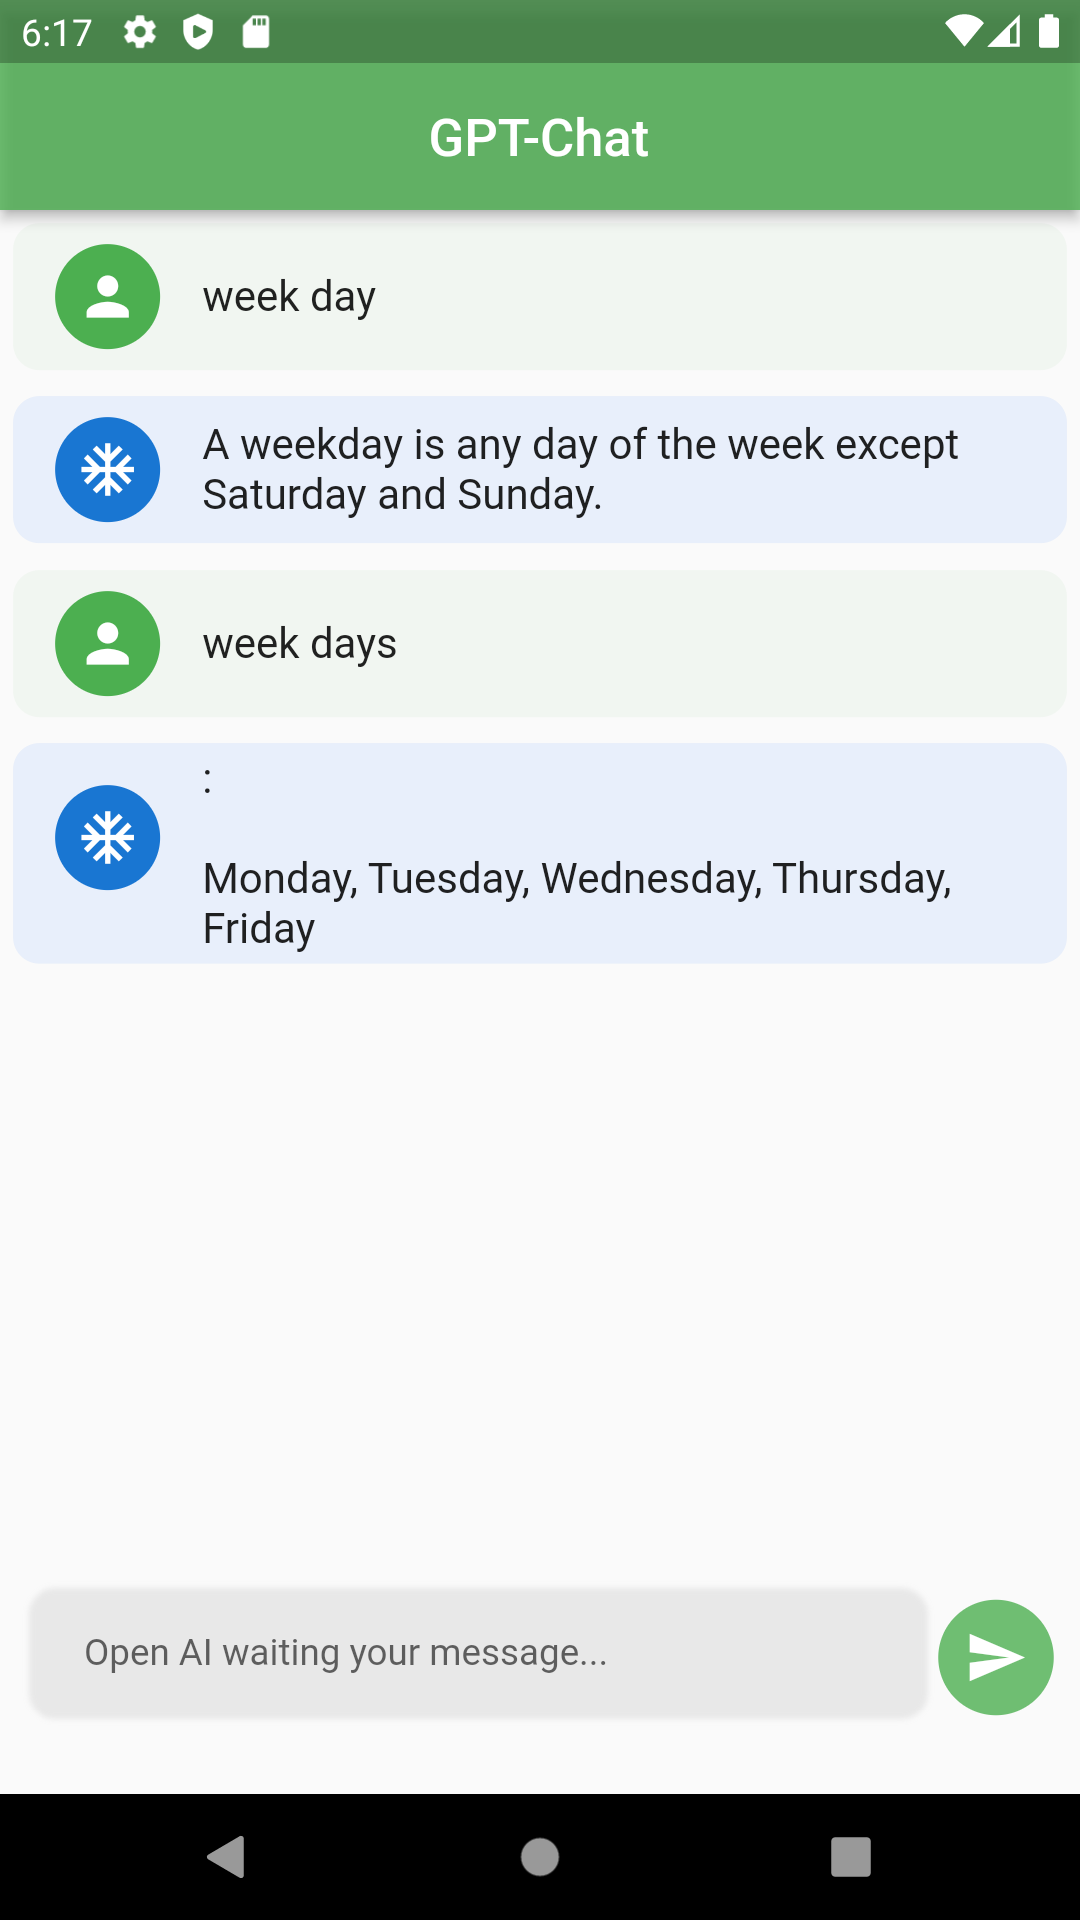 6:17
GPT-Chat
week day
A weekday is any day of the week except
Saturday and Sunday.
week days
:
Monday, Tuesday, Wednesday, Thursday,
Friday
Open AI waiting your message...